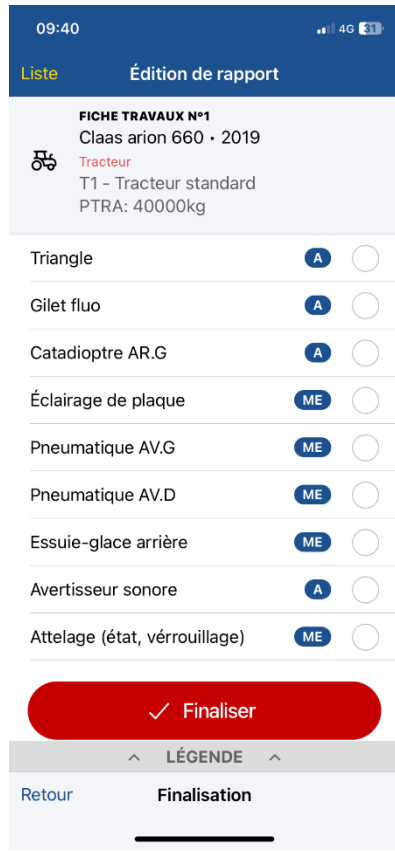 09:40 4G 31
Liste Édition de rapport
FICHE TRAVAUX N°1
Claas arion 660 • 2019
Tracteur
T1 - Tracteur standard
PTRA: 40000kg
Triangle A
Gilet fluo A
Catadioptre AR.G A
Éclairage de plaque ME
Pneumatique AV.G ME
Pneumatique AV.D ME
Essuie-glace arrière ME
Avertisseur sonore A
Attelage (état, vérrouillage) ME
Finaliser
LÉGENDE
Retour Finalisation